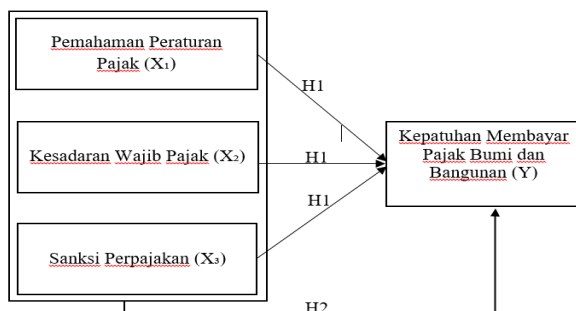 Pemahaman Peraturan
Pajak (X₁)
H1
Kepatuhan Membayar
Pajak Bumi dan
Bangunan (Y)
Kesadaran Wajib Pajak (X₂)
H1
H1
Sanksi Perpajakan (X₃)
H2